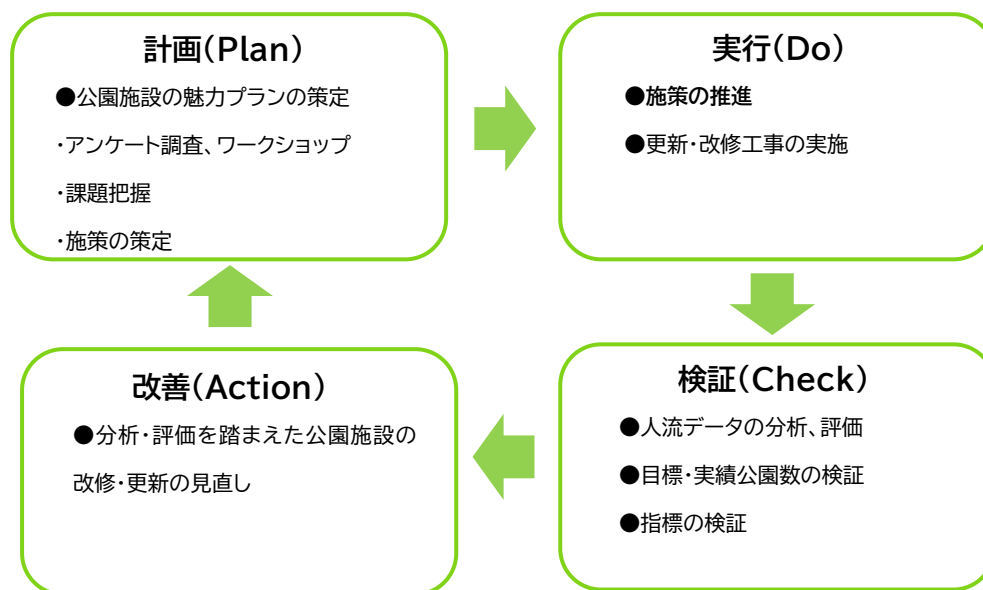 計画(Plan)
●公園施設の魅力プランの策定
・アンケート調査、ワークショップ
・課題把握
・施策の策定
実行(Do)
●施策の推進
●更新・改修工事の実施
検証(Check)
●人流データの分析、評価
●目標・実績公園数の検証
●指標の検証
改善(Action)
●分析・評価を踏まえた公園施設の
改修・更新の見直し